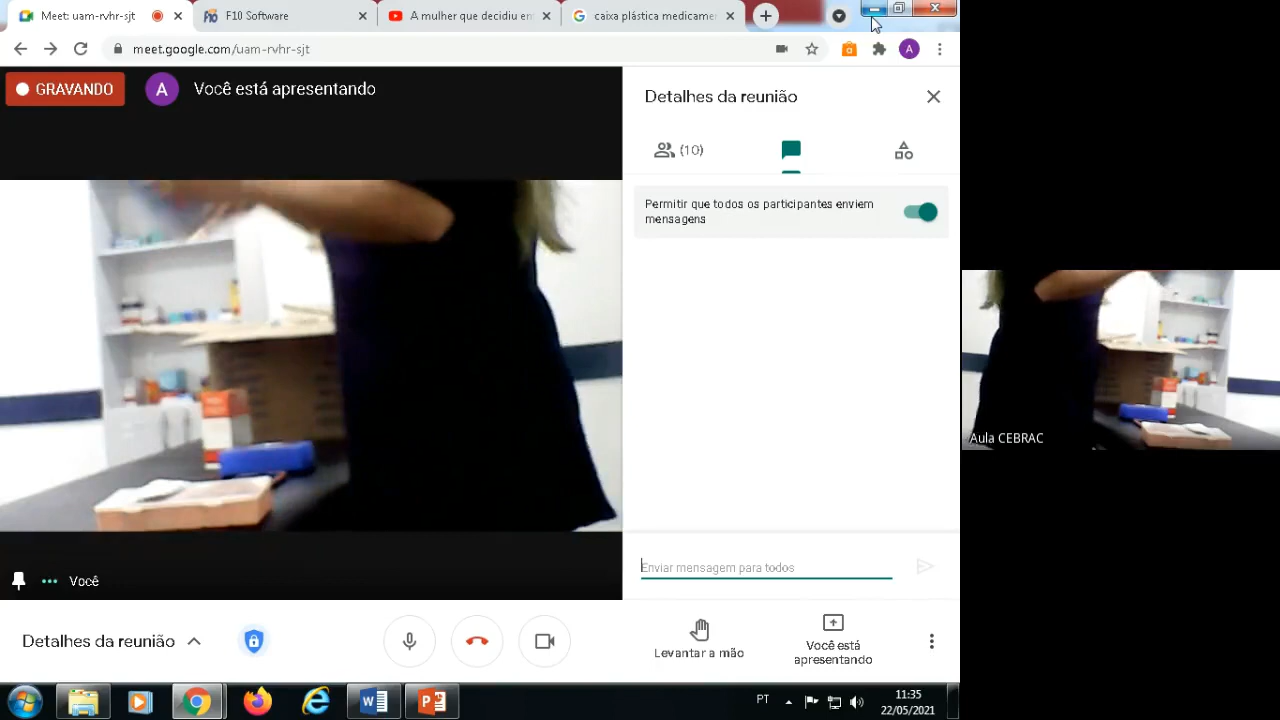 Meet: uam-rvhr-sjt
F10 Software
A mulher que decidiu en
caixa plástica medicamen
meet.google.com/uam-rvhr-sjt
A
GRAVANDO
A
Você está apresentando
Detalhes da reunião
(10)
Permitir que todos os participantes enviem
mensagens
Aula CEBRAC
Enviar mensagem para todos
Você
Detalhes da reunião
Levantar a mão
Você está
apresentando
PT
11:35
22/05/2021